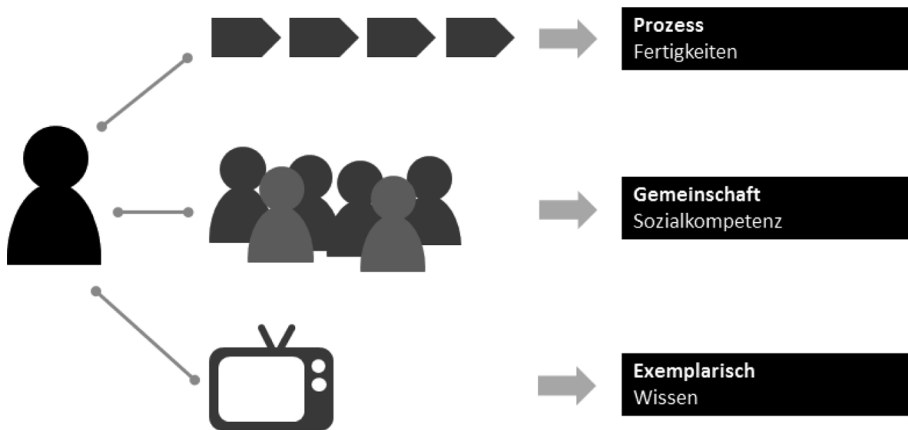 Prozess
Fertigkeiten
Gemeinschaft
Sozialkompetenz
Exemplarisch
Wissen